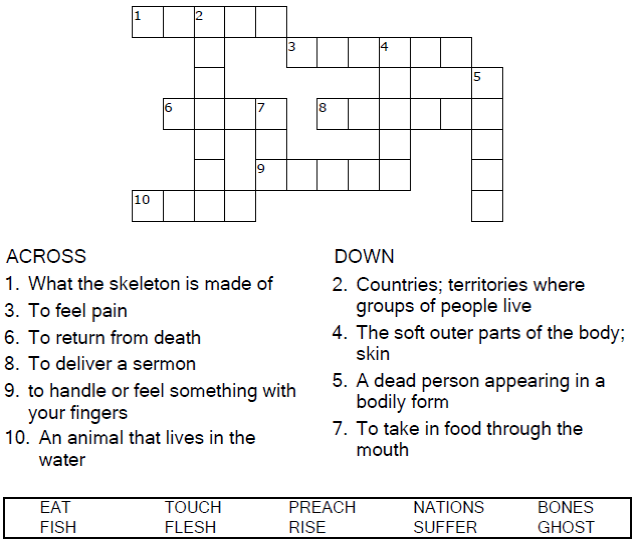 1 2
3 4
5
6 7 8
9
10
ACROSS
1. What the skeleton is made of
3. To feel pain
6. To return from death
8. To deliver a sermon
9. to handle or feel something with
your fingers
10. An animal that lives in the
water
DOWN
2. Countries; territories where
groups of people live
4. The soft outer parts of the body;
skin
5. A dead person appearing in a
bodily form
7. To take in food through the
mouth
EAT TOUCH PREACH NATIONS BONES
FISH FLESH RISE SUFFER GHOST